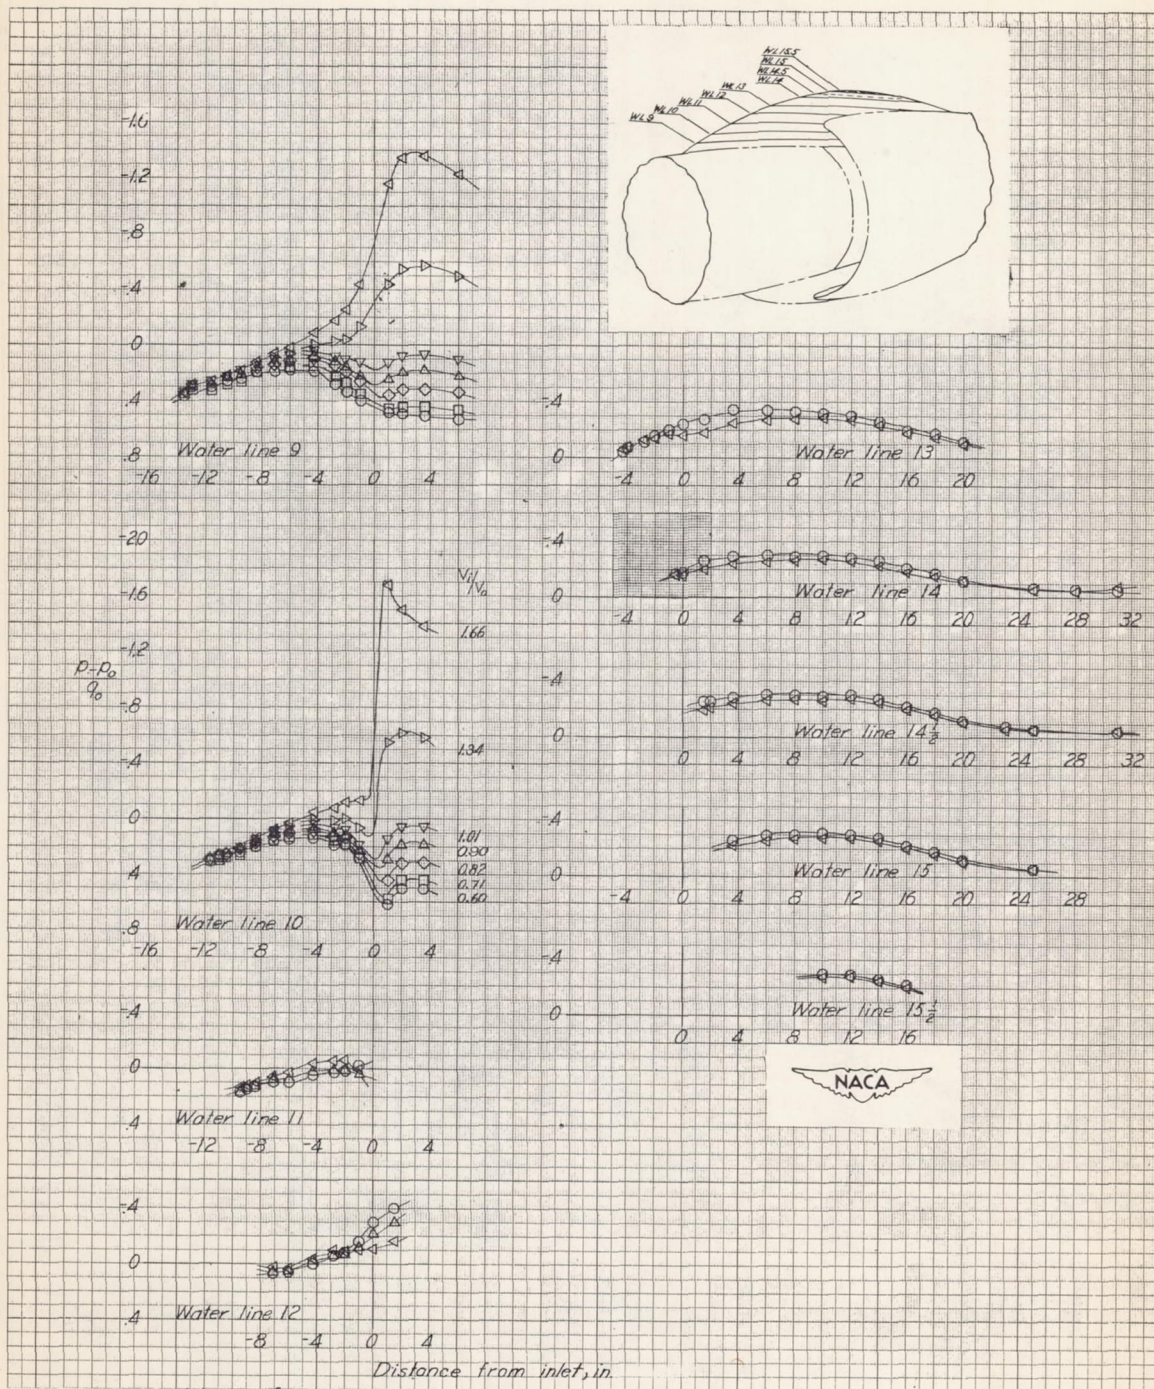 WL15.5
WL15
WL14.5
WL14
WL13
WL12
WL11
WL10
WL9
-1.6
-1.2
-.8
-.4
0
.4
.8
Water line 9
-16 -12 -8 -4 0 4
-2.0
-1.6
-1.2
-.8
-.4
0
.4
.8
p-p₀
q₀
Vi/V₀
1.66
1.34
1.01
0.90
0.82
0.71
0.60
Water line 10
-16 -12 -8 -4 0 4
-.4
0
.4
Water line 11
-12 -8 -4 0 4
-.4
0
.4
Water line 12
-8 -4 0 4
Distance from inlet, in.
-.4
0
Water line 13
-4 0 4 8 12 16 20
-.4
0
Water line 14
-4 0 4 8 12 16 20 24 28 32
-.4
0
Water line 14½
0 4 8 12 16 20 24 28 32
-.4
0
Water line 15
-4 0 4 8 12 16 20 24 28
-.4
0
Water line 15½
0 4 8 12 16
NACA